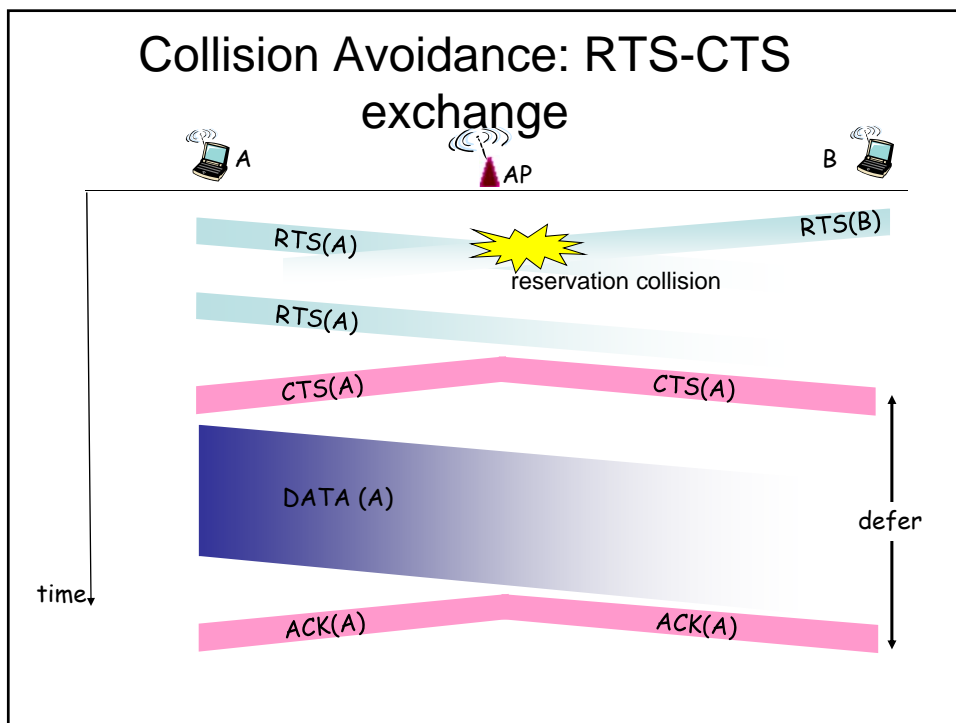 Collision Avoidance: RTS-CTS
exchange
A
AP
B
RTS(A)
RTS(B)
reservation collision
RTS(A)
CTS(A)
CTS(A)
DATA (A)
defer
time
ACK(A)
ACK(A)